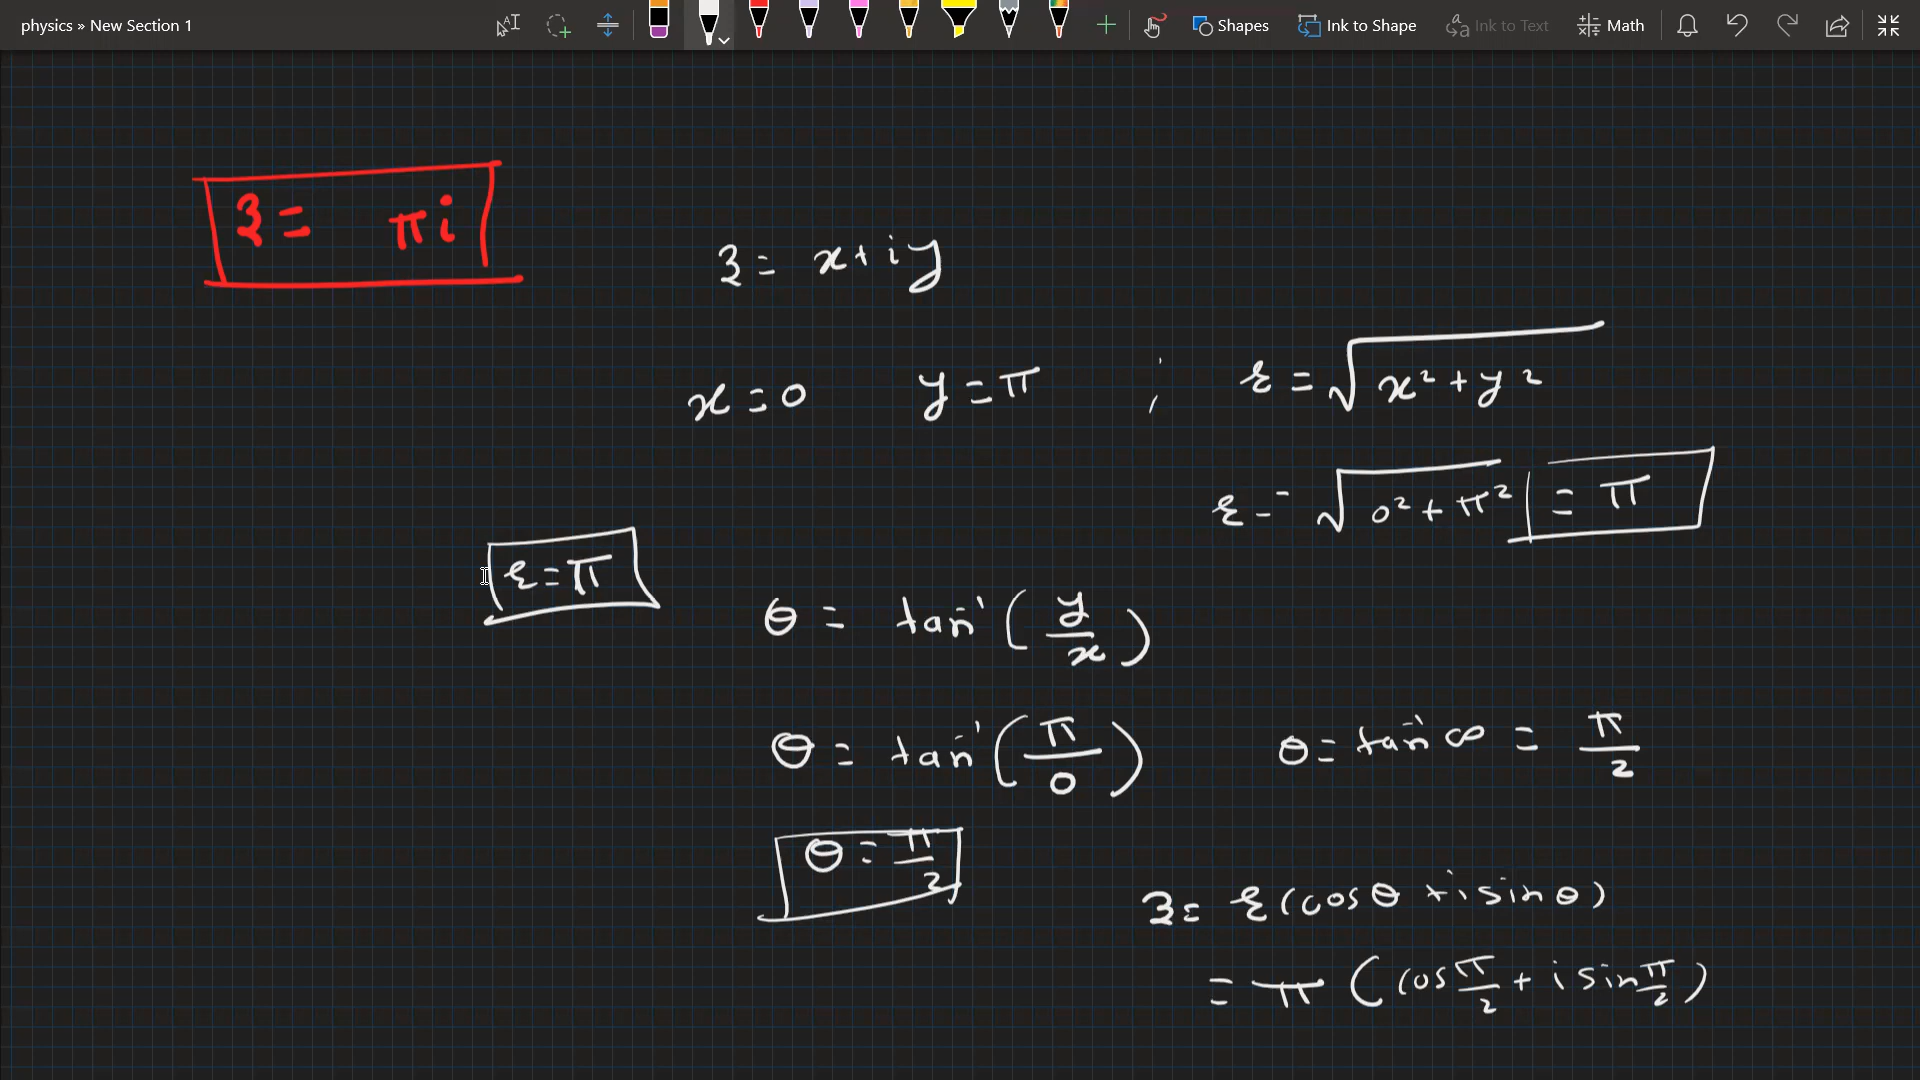 physics » New Section 1
Shapes Ink to Shape Ink to Text Math
z = πi
z = x + iy
x = 0 y = π ; r = √(x² + y²)
r = √(0² + π²) = π
r = π
θ = tan⁻¹(y/x)
θ = tan⁻¹(π/0) θ = tan⁻¹ ∞ = π/2
θ = π/2
z = r(cosθ + i sinθ)
= π (cos π/2 + i sin π/2)